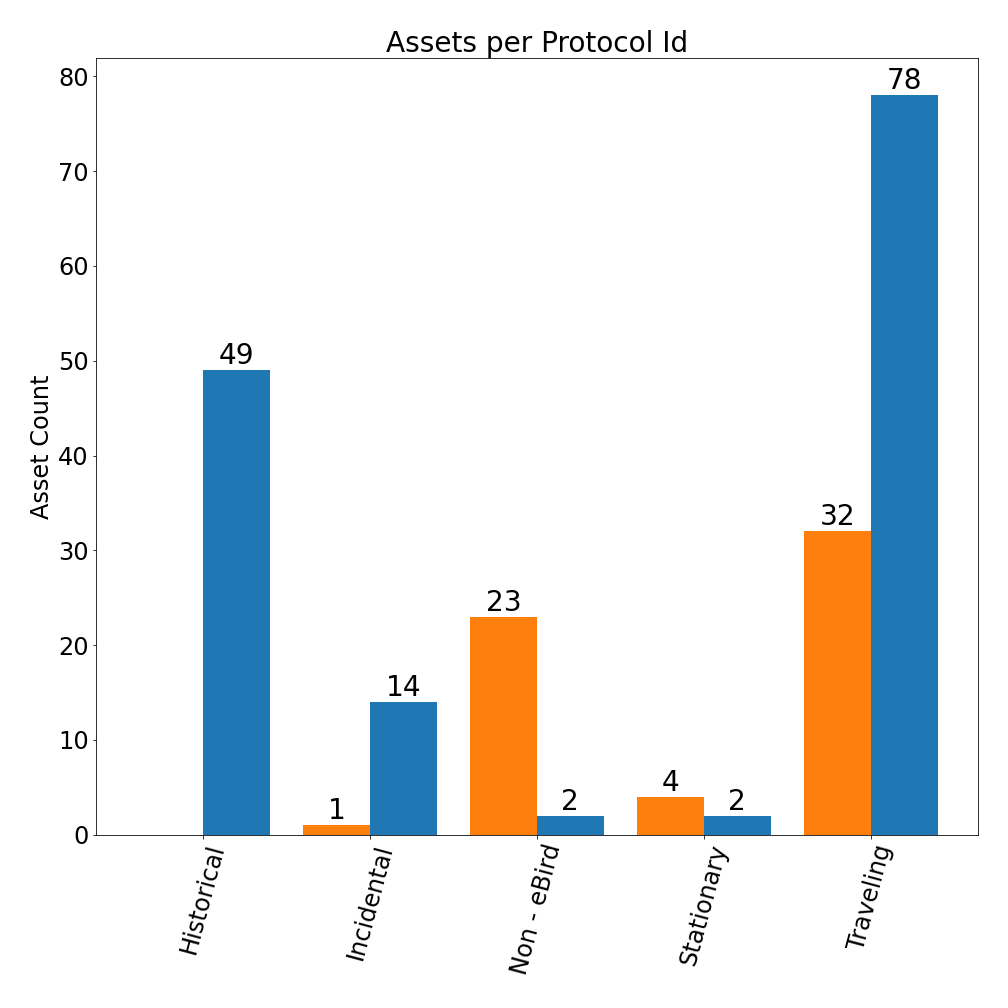 Assets per Protocol Id
Asset Count
80
70
60
50
40
30
20
10
0
49
1
14
23
2
4
2
32
78
Historical
Incidental
Non - eBird
Stationary
Traveling